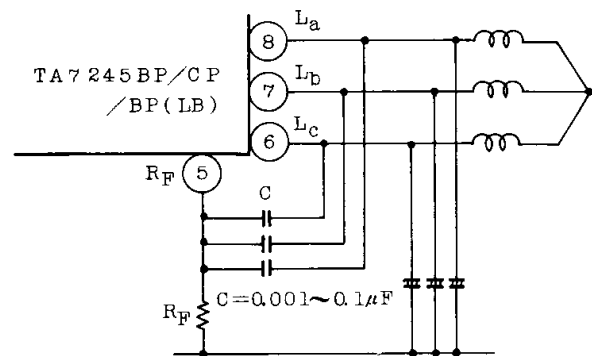 La
8
TA7245BP/CP
/BP(LB)
Lb
7
Lc
6
RF
5
C
C=0.001~0.1μF
RF